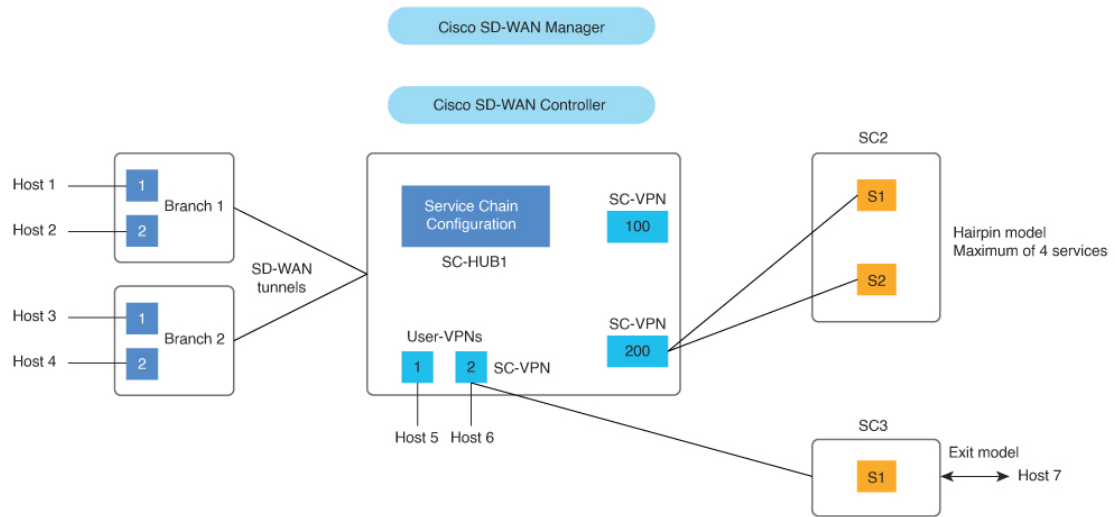 Cisco SD-WAN Manager
Cisco SD-WAN Controller
Host 1
1
Branch 1
Host 2
2
Host 3
1
Branch 2
Host 4
2
SD-WAN
tunnels
Service Chain
Configuration
SC-HUB1
SC-VPN
100
SC-VPN
200
User-VPNs
1
2
SC-VPN
Host 5
Host 6
SC2
S1
S2
Hairpin model
Maximum of 4 services
SC3
S1
Exit model
Host 7